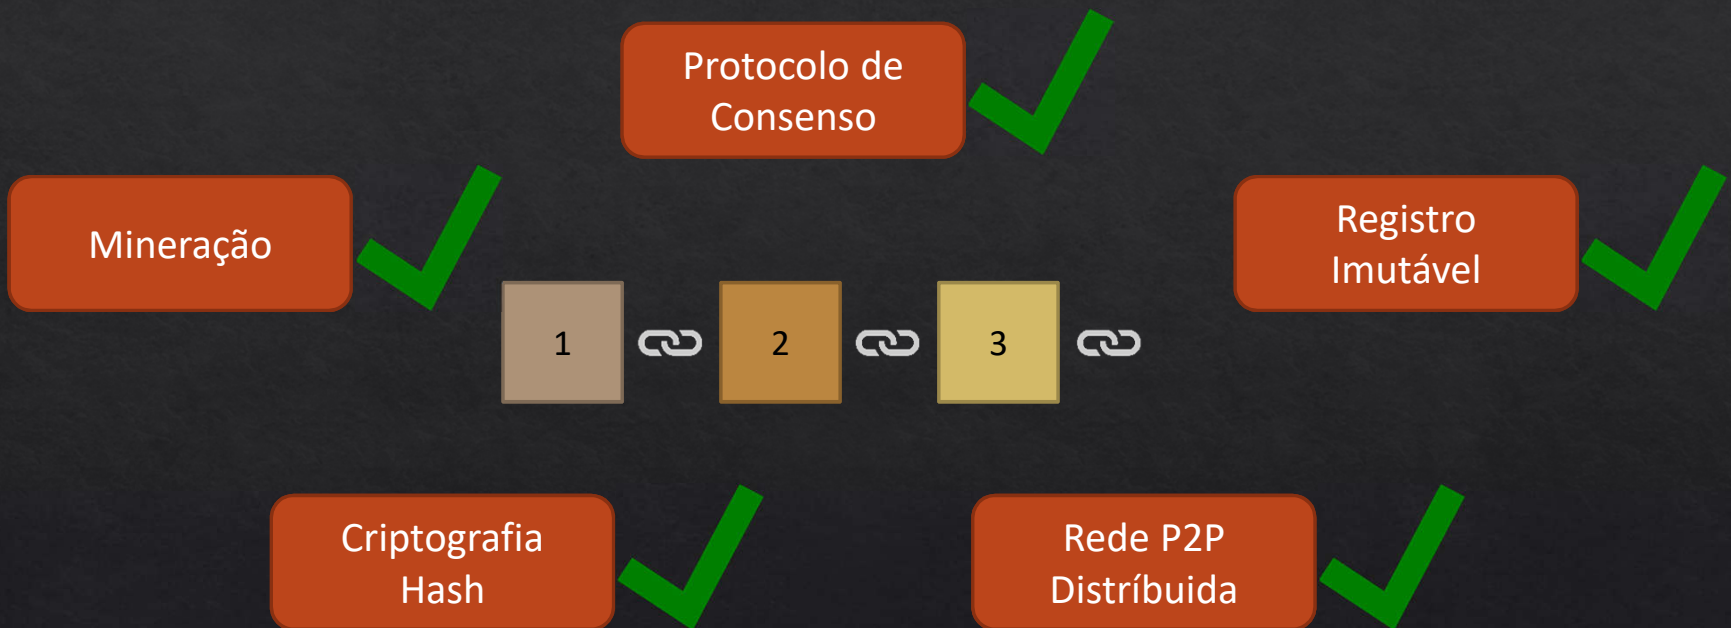 Protocolo de
Consenso
Mineração
Registro
Imutável
1
2
3
Criptografia
Hash
Rede P2P
Distríbuida